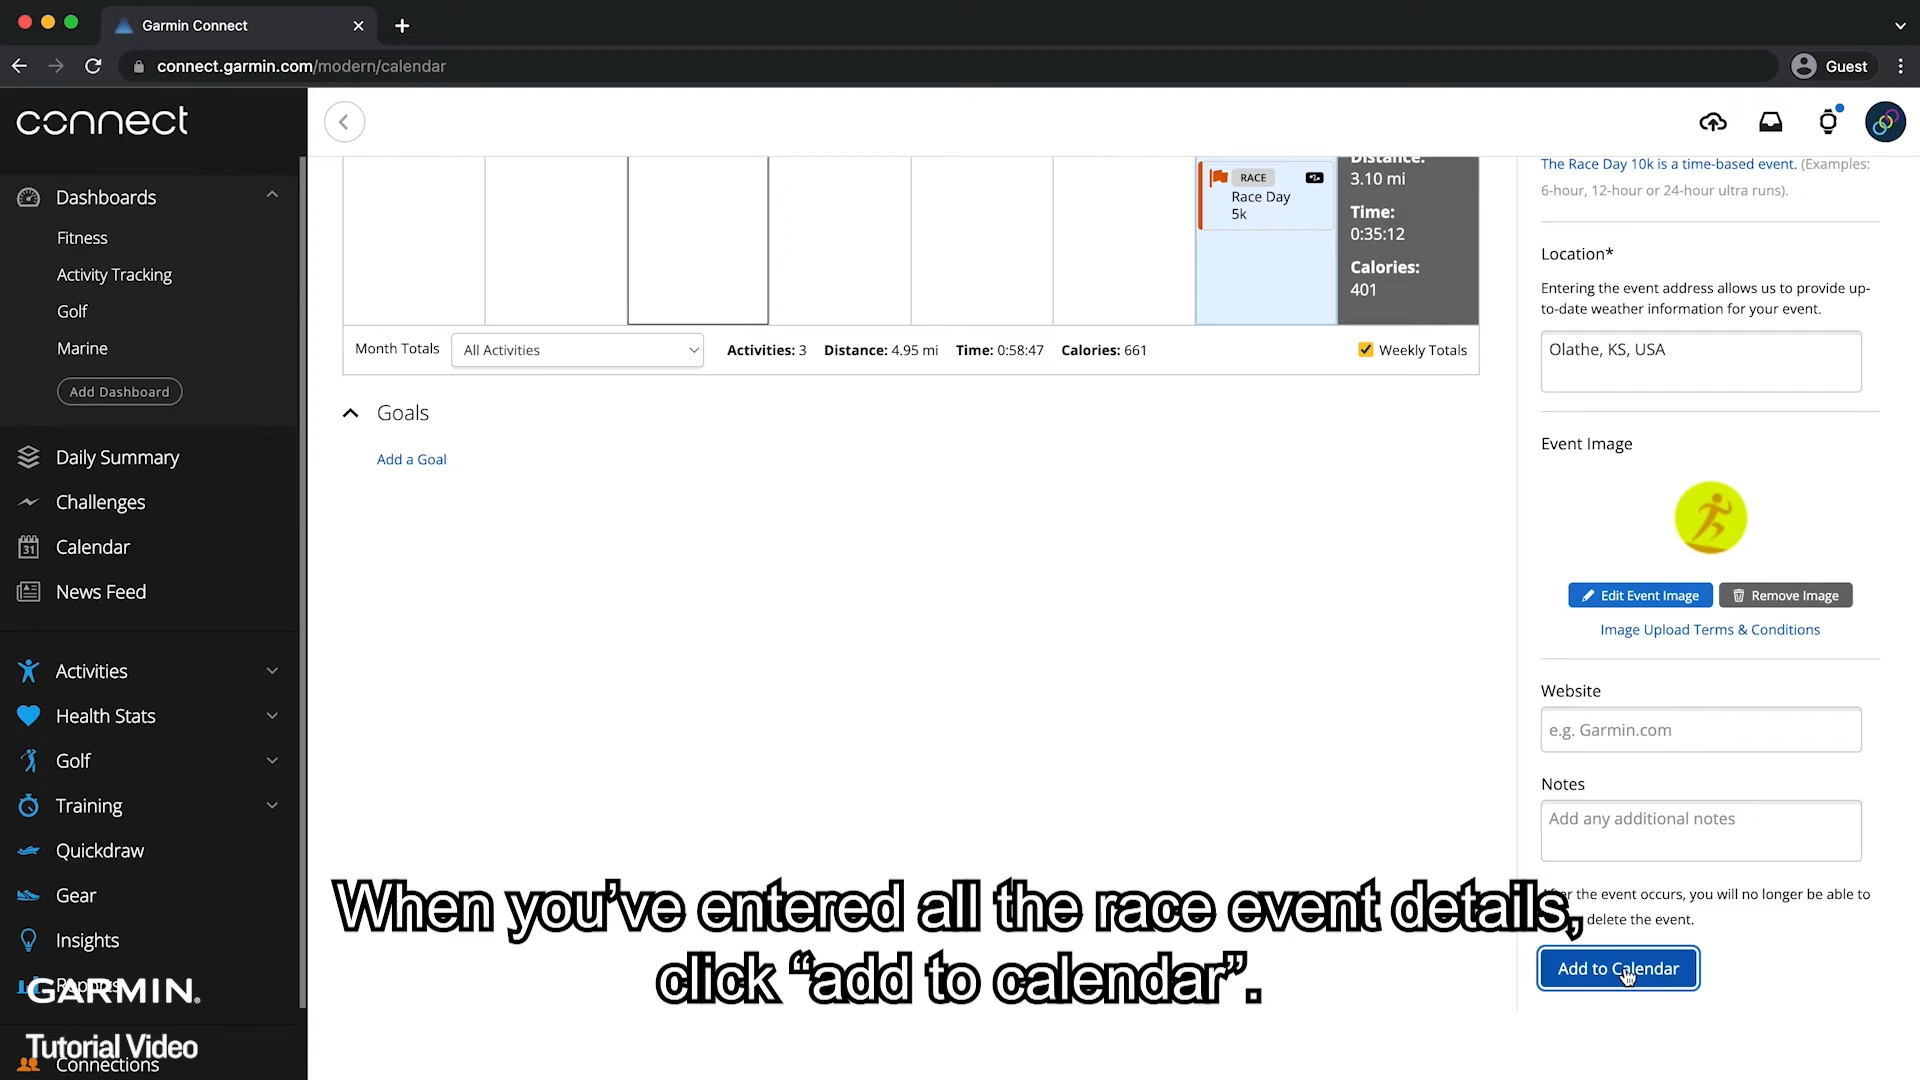 Garmin Connect
connect.garmin.com/modern/calendar
Guest
connect
Dashboards
Fitness
Activity Tracking
Golf
Marine
Add Dashboard
Daily Summary
Challenges
31
Calendar
News Feed
Activities
Health Stats
Golf
Training
Quickdraw
Gear
Insights
Reports
GARMIN.
Tutorial Video
Connections
RACE
Race Day
5k
Distance:
3.10 mi
Time:
0:35:12
Calories:
401
Month Totals
All Activities
Activities: 3 Distance: 4.95 mi Time: 0:58:47 Calories: 661
Weekly Totals
Goals
Add a Goal
The Race Day 10k is a time-based event. (Examples:
6-hour, 12-hour or 24-hour ultra runs).
Location*
Entering the event address allows us to provide up-
to-date weather information for your event.
Olathe, KS, USA
Event Image
Edit Event Image
Remove Image
Image Upload Terms & Conditions
Website
e.g. Garmin.com
Notes
Add any additional notes
the event occurs, you will no longer be able to
delete the event.
Add to Calendar
When you've entered all the race event details,
click “add to calendar”.